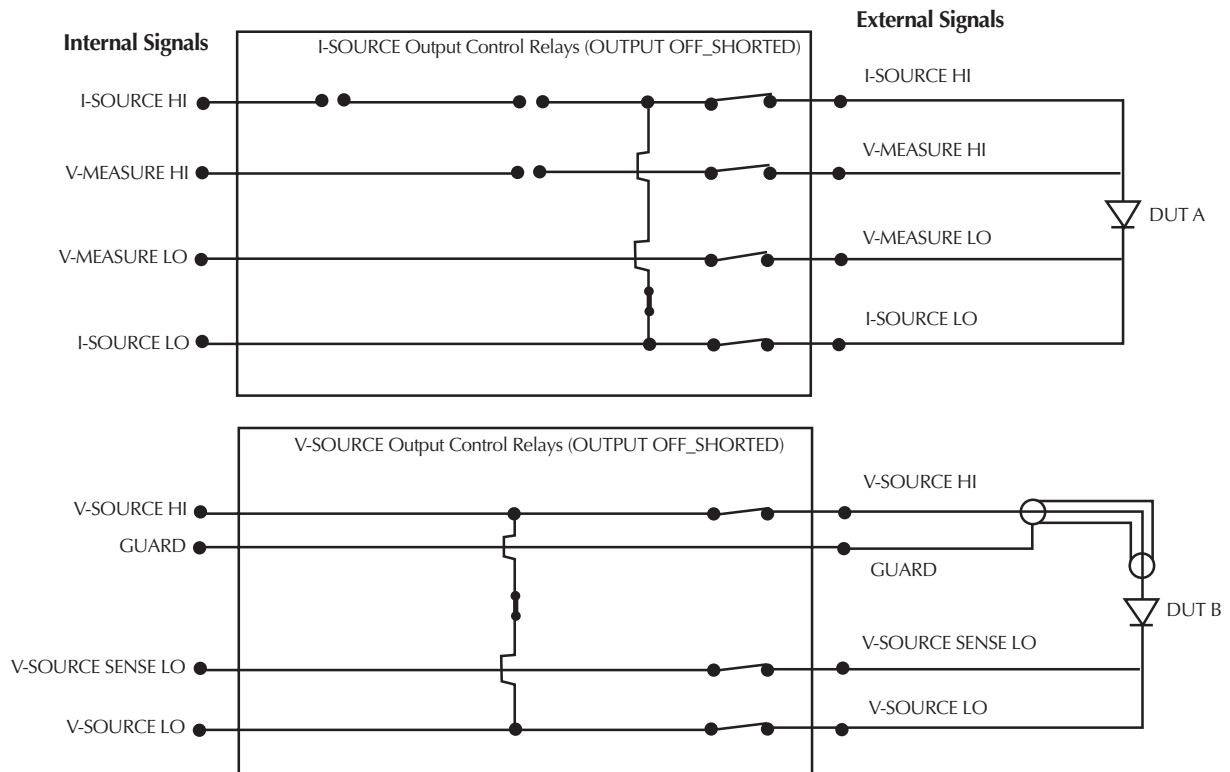 External Signals
Internal Signals
I-SOURCE Output Control Relays (OUTPUT OFF_SHORTED)
I-SOURCE HI
I-SOURCE HI
V-MEASURE HI
V-MEASURE HI
DUT A
V-MEASURE LO
V-MEASURE LO
I-SOURCE LO
I-SOURCE LO
V-SOURCE Output Control Relays (OUTPUT OFF_SHORTED)
V-SOURCE HI
V-SOURCE HI
GUARD
GUARD
DUT B
V-SOURCE SENSE LO
V-SOURCE SENSE LO
V-SOURCE LO
V-SOURCE LO